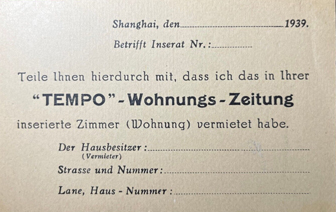 Shanghai, den.................................1939.
Betrifft Inserat Nr.:.................
Teile Ihnen hierdurch mit, dass ich das in Ihrer
"TEMPO" - Wohnungs - Zeitung
inserierte Zimmer (Wohnung) vermietet habe.
Der Hausbesitzer :........................................
(Vermieter)
Strasse und Nummer:........................................
Lane, Haus - Nummer :........................................